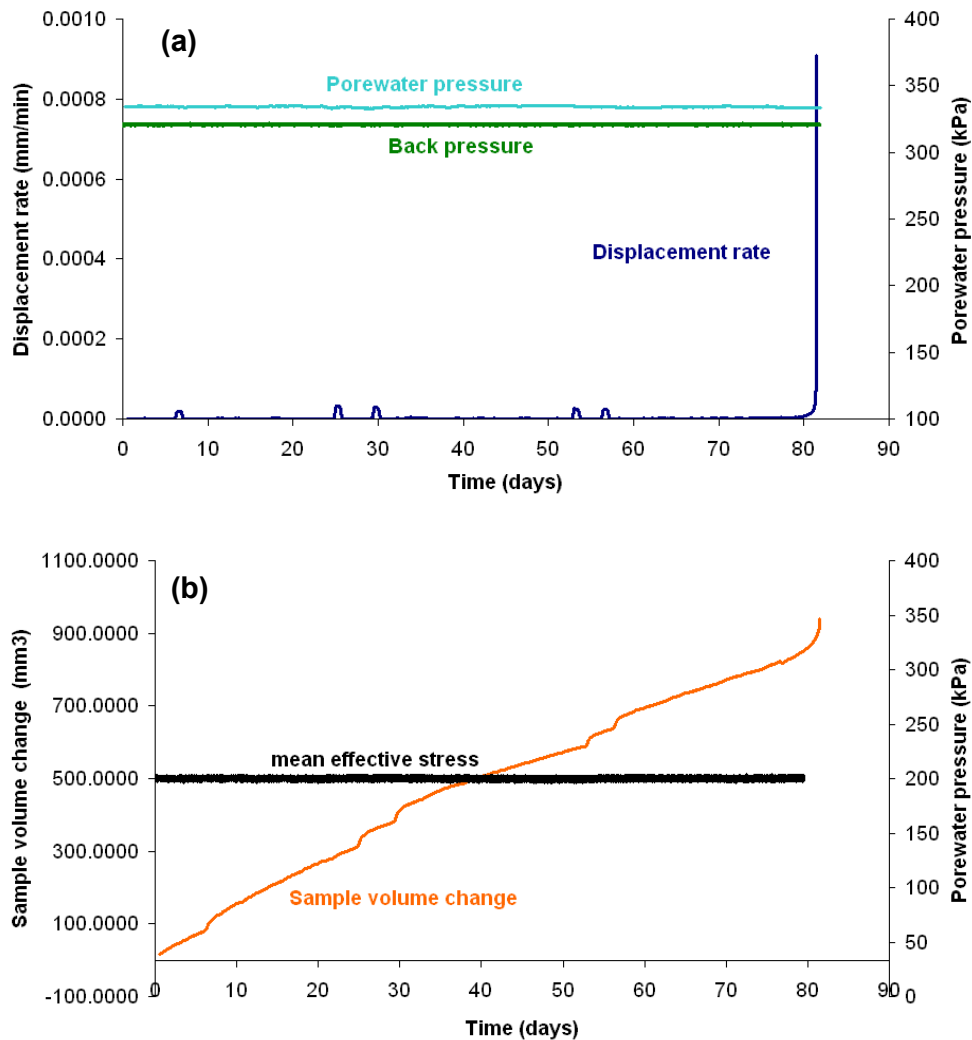 (a)
0.0010
0.0008
0.0006
0.0004
0.0002
0.0000
Displacement rate (mm/min)
Porewater pressure
Back pressure
Displacement rate
400
350
300
250
200
150
100
Porewater pressure (kPa)
0 10 20 30 40 50 60 70 80 90
Time (days)
(b)
1100.0000
900.0000
700.0000
500.0000
300.0000
100.0000
-100.0000
Sample volume change (mm3)
mean effective stress
Sample volume change
400
350
300
250
200
150
100
50
0
Porewater pressure (kPa)
0 10 20 30 40 50 60 70 80 90
Time (days)